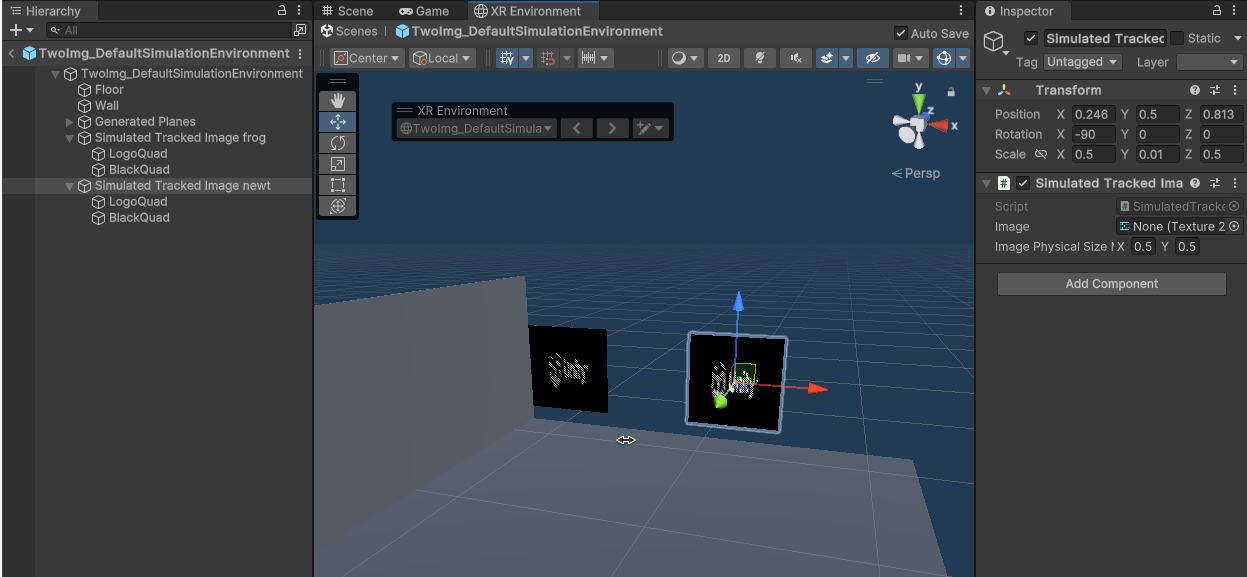 Hierarchy
All
TwoImg_DefaultSimulationEnvironment
TwoImg_DefaultSimulationEnvironment
Floor
Wall
Generated Planes
Simulated Tracked Image frog
LogoQuad
BlackQuad
Simulated Tracked Image newt
LogoQuad
BlackQuad
Scene Game XR Environment
Scenes TwoImg_DefaultSimulationEnvironment Auto Save
Center Local 2D
XR Environment
TwoImg_DefaultSimula
y
z
x
Persp
Inspector
Simulated Tracked Static
Tag Untagged Layer
Transform
Position X 0.246 Y 0.5 Z 0.813
Rotation X -90 Y 0 Z 0
Scale X 0.5 Y 0.01 Z 0.5
# Simulated Tracked Ima
Script SimulatedTracke
Image None (Texture 2
Image Physical Size X 0.5 Y 0.5
Add Component